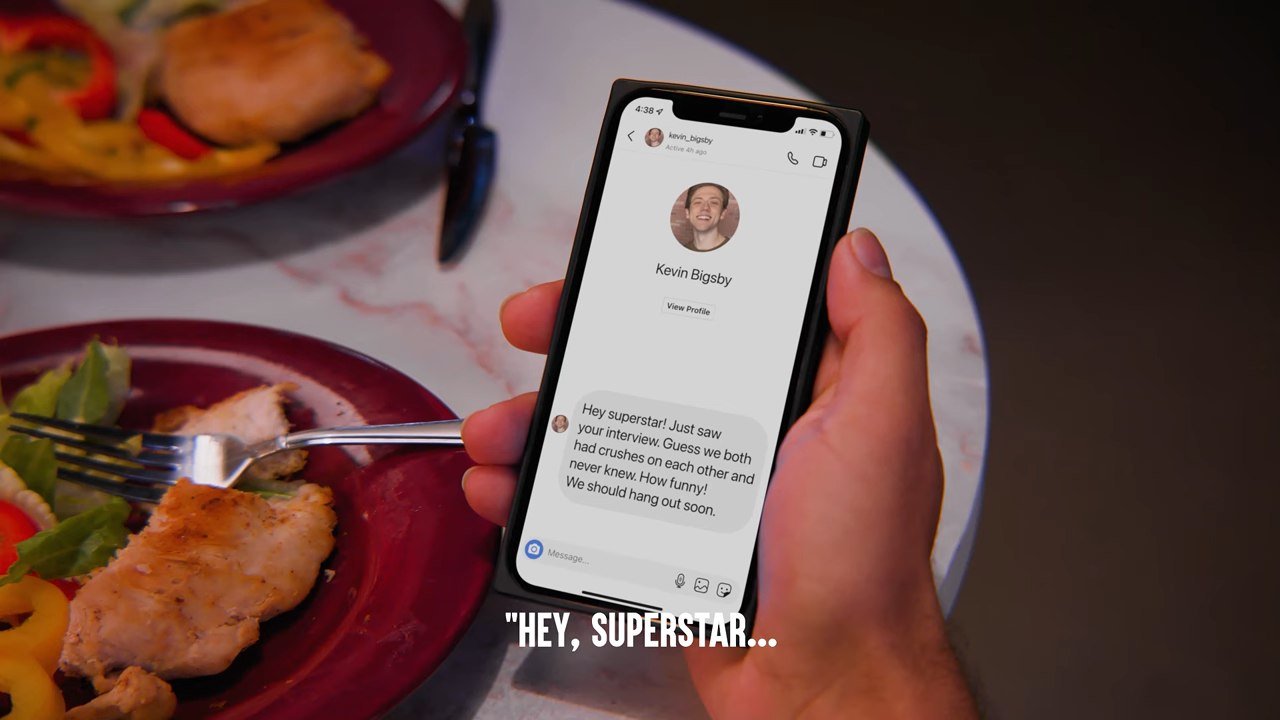 4:38
kevin_bigsby
Active 4h ago
Kevin Bigsby
View Profile
Hey superstar! Just saw
your interview. Guess we both
had crushes on each other and
never knew. How funny!
We should hang out soon.
Message...
"HEY, SUPERSTAR...